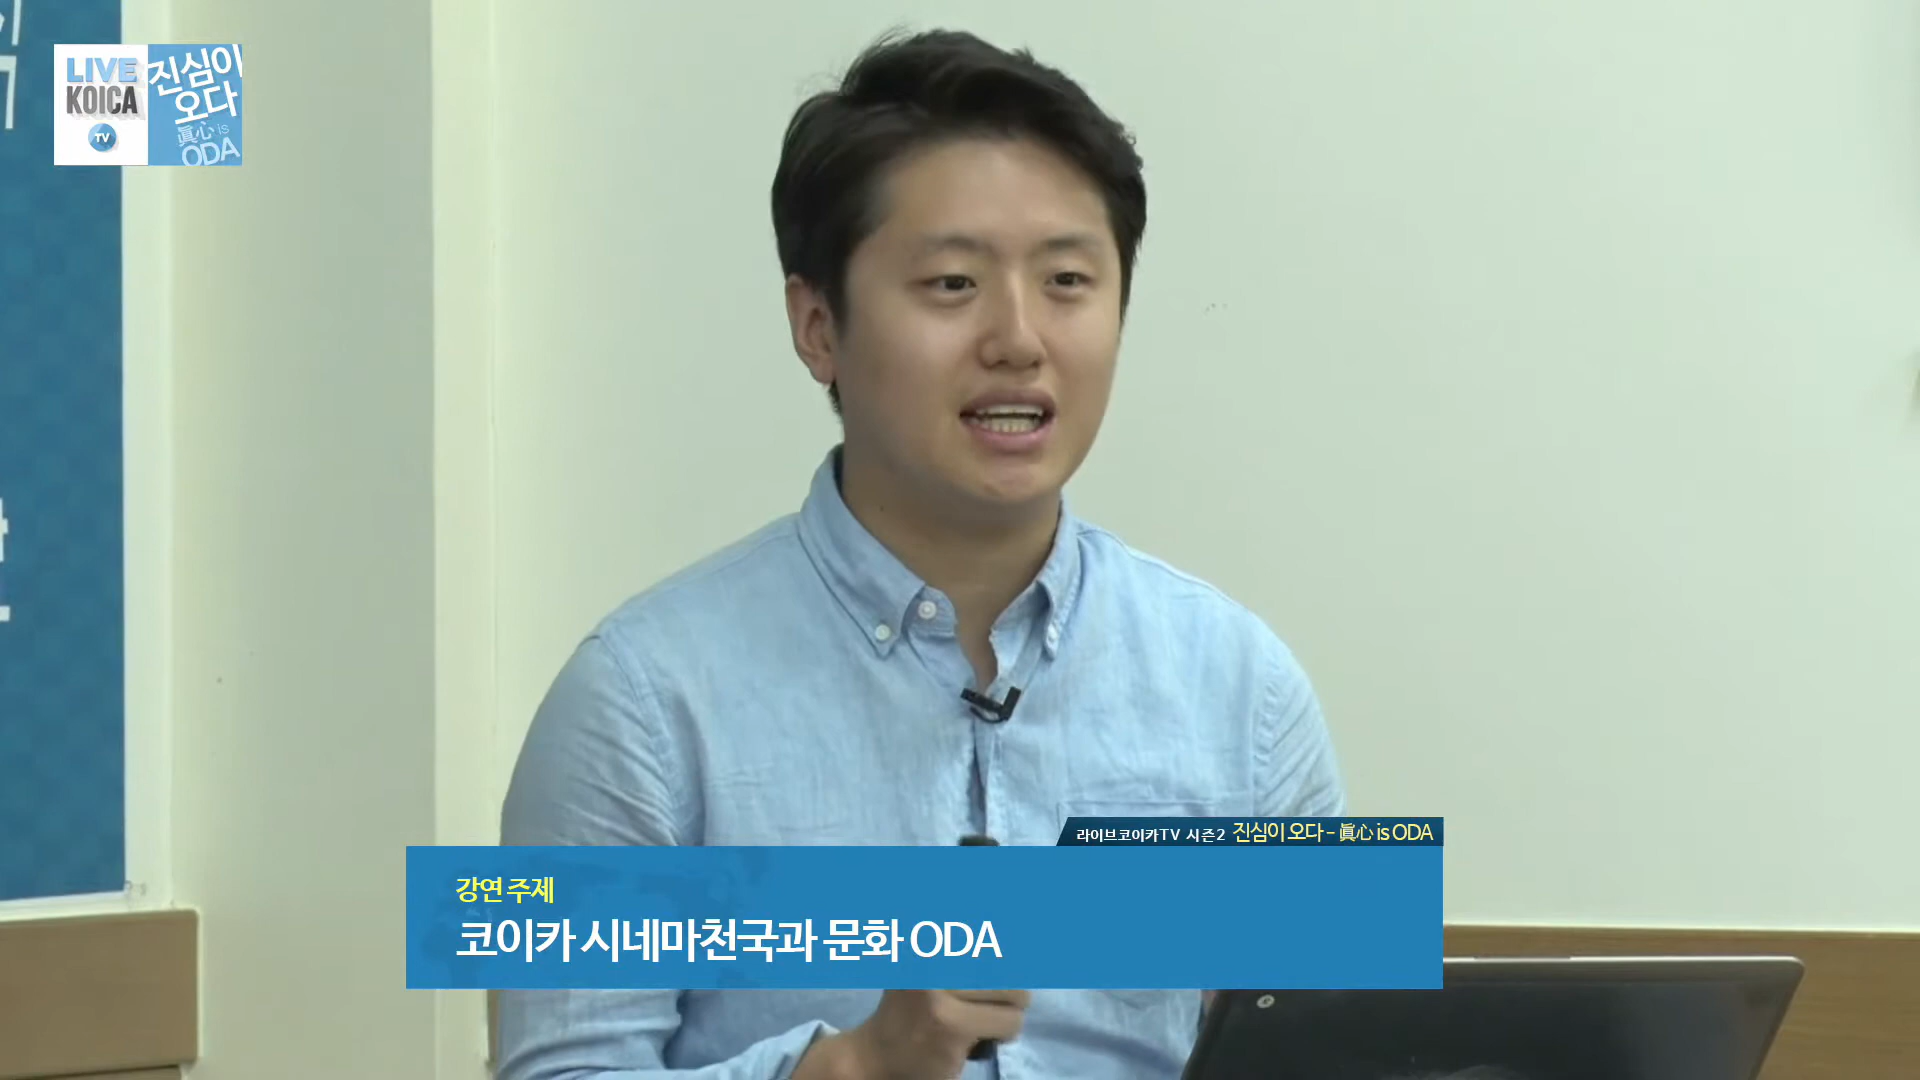 LIVE
KOICA
TV
진심이
오다
眞心 is
ODA
라이브코이카TV 시즌2 진심이 오다 - 眞心 is ODA
강연 주제
코이카 시네마천국과 문화 ODA